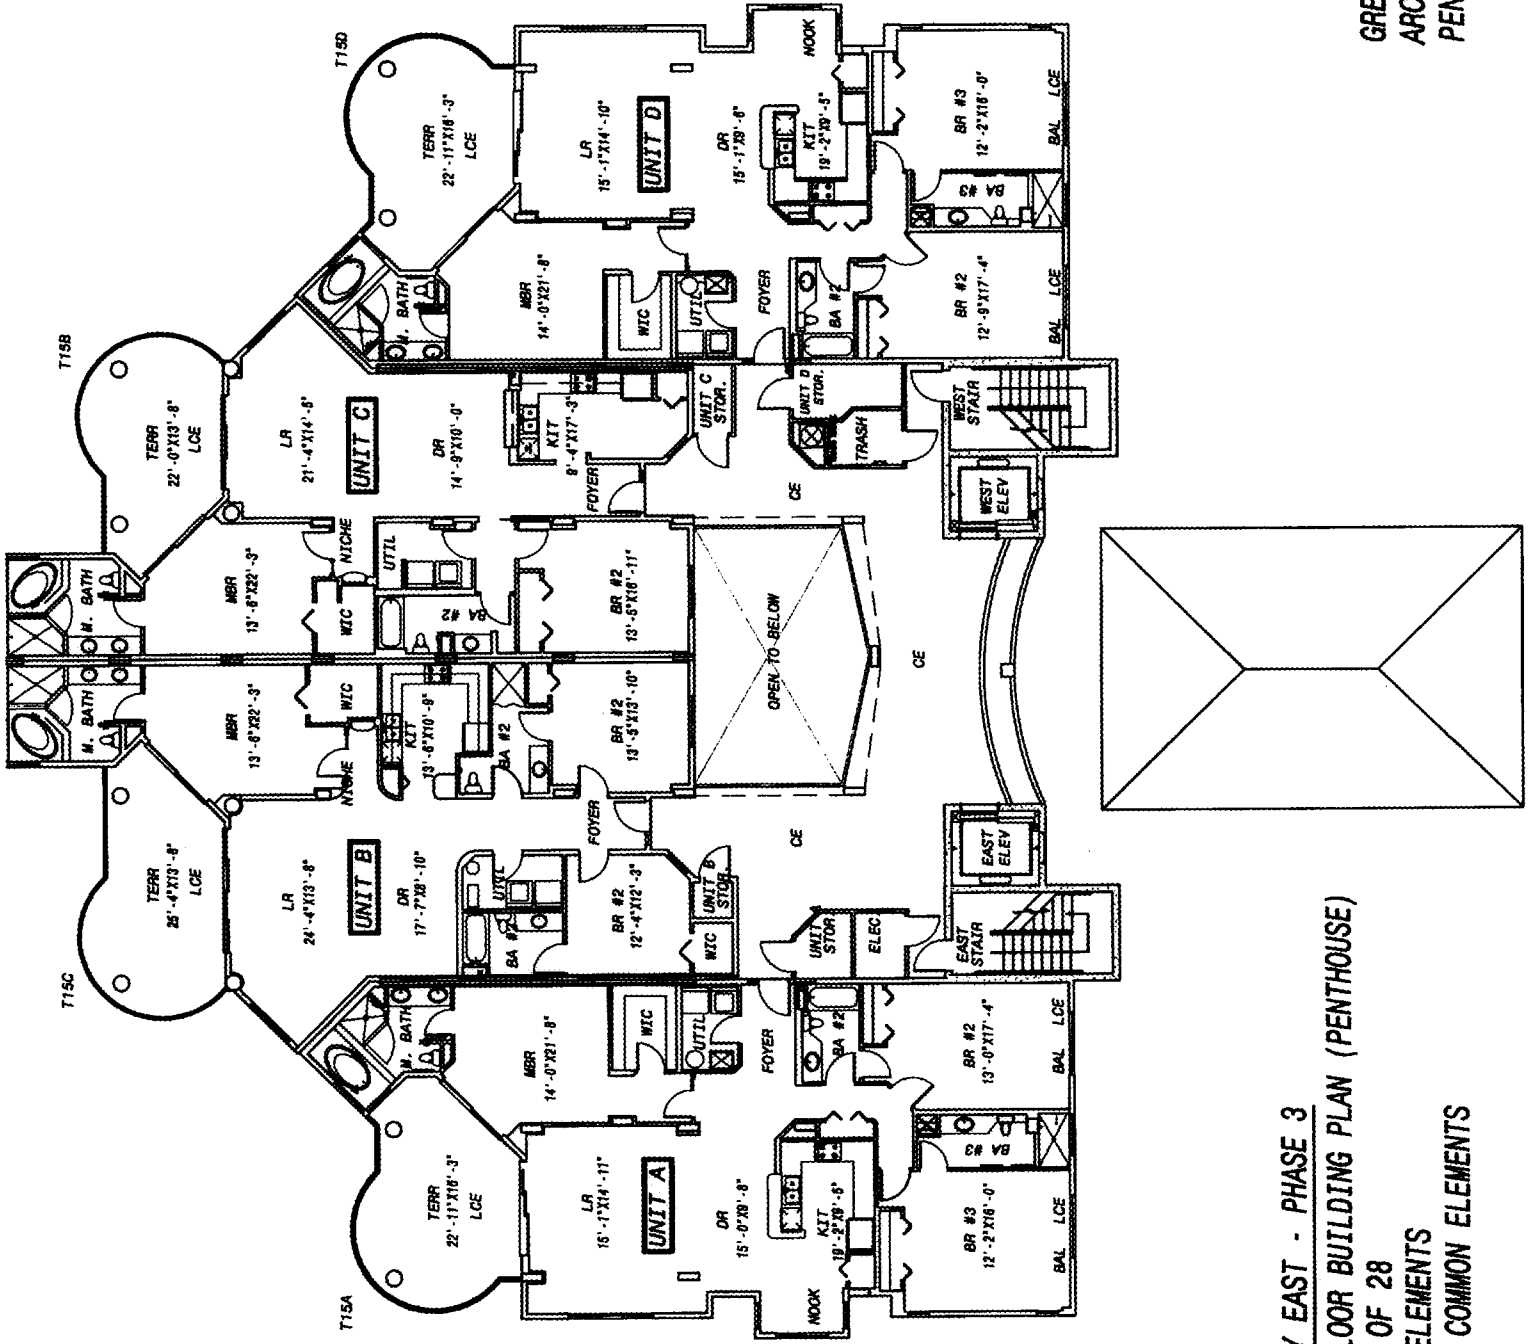 T15D
TERR
22'-11"X16'-3"
LCE
LR
15'-1"X14'-10"
UNIT D
DR
15'-1"X9'-6"
NOOK
KIT
19'-2"X9'-5"
BR #3
12'-2"X16'-0"
BAL LCE
BA #3
M. BATH
MBR
14'-0"X21'-8"
WIC
UTIL
FOYER
BA #2
BR #2
12'-9"X17'-4"
BAL LCE
T15B
TERR
22'-0"X13'-8"
LCE
LR
21'-4"X14'-8"
UNIT C
DR
14'-9"X10'-0"
KIT
9'-4"X17'-3"
FOYER
UNIT C
STOR.
UNIT D
STOR.
TRASH
WEST
STAIR
WEST
ELEV
CE
M. BATH
MBR
13'-6"X22'-3"
NICHE
WIC
UTIL
BA #2
BR #2
13'-5"X16'-11"
OPEN TO BELOW
CE
M. BATH
MBR
13'-6"X22'-3"
WIC
NICHE
KIT
13'-6"X10'-9"
BA #2
BR #2
13'-5"X13'-10"
T15C
TERR
25'-4"X13'-8"
LCE
LR
24'-4"X13'-8"
UNIT B
DR
17'-7"X8'-10"
FOYER
UTIL
BA #2
BR #2
12'-4"X12'-3"
WIC
UNIT B
STOR.
CE
EAST
ELEV
UNIT
STOR.
ELEC
EAST
STAIR
M. BATH
MBR
14'-0"X21'-8"
WIC
UTIL
FOYER
BA #2
BR #2
13'-0"X17'-4"
BAL LCE
T15A
TERR
22'-11"X16'-3"
LCE
LR
15'-1"X14'-11"
UNIT A
DR
15'-0"X9'-8"
NOOK
KIT
19'-2"X9'-6"
BA #3
BR #3
12'-2"X16'-0"
BAL LCE
EAST - PHASE 3
BUILDING PLAN (PENTHOUSE)
OF 28
ELEMENTS
COMMON ELEMENTS
GRE
ARC
PEN